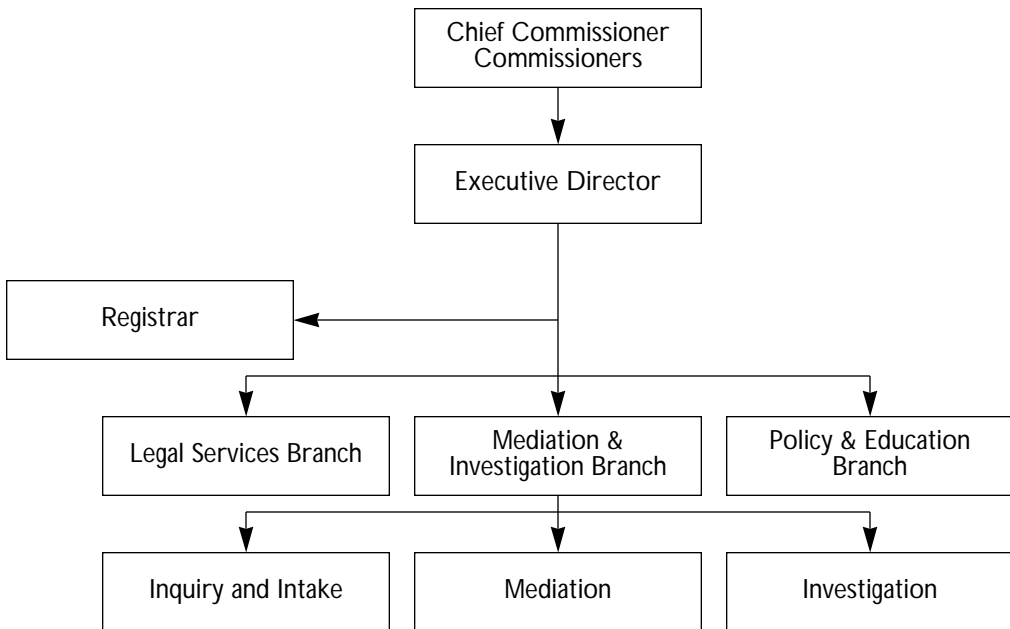 Chief Commissioner
Commissioners
Executive Director
Registrar
Legal Services Branch
Mediation &
Investigation Branch
Policy & Education
Branch
Inquiry and Intake
Mediation
Investigation